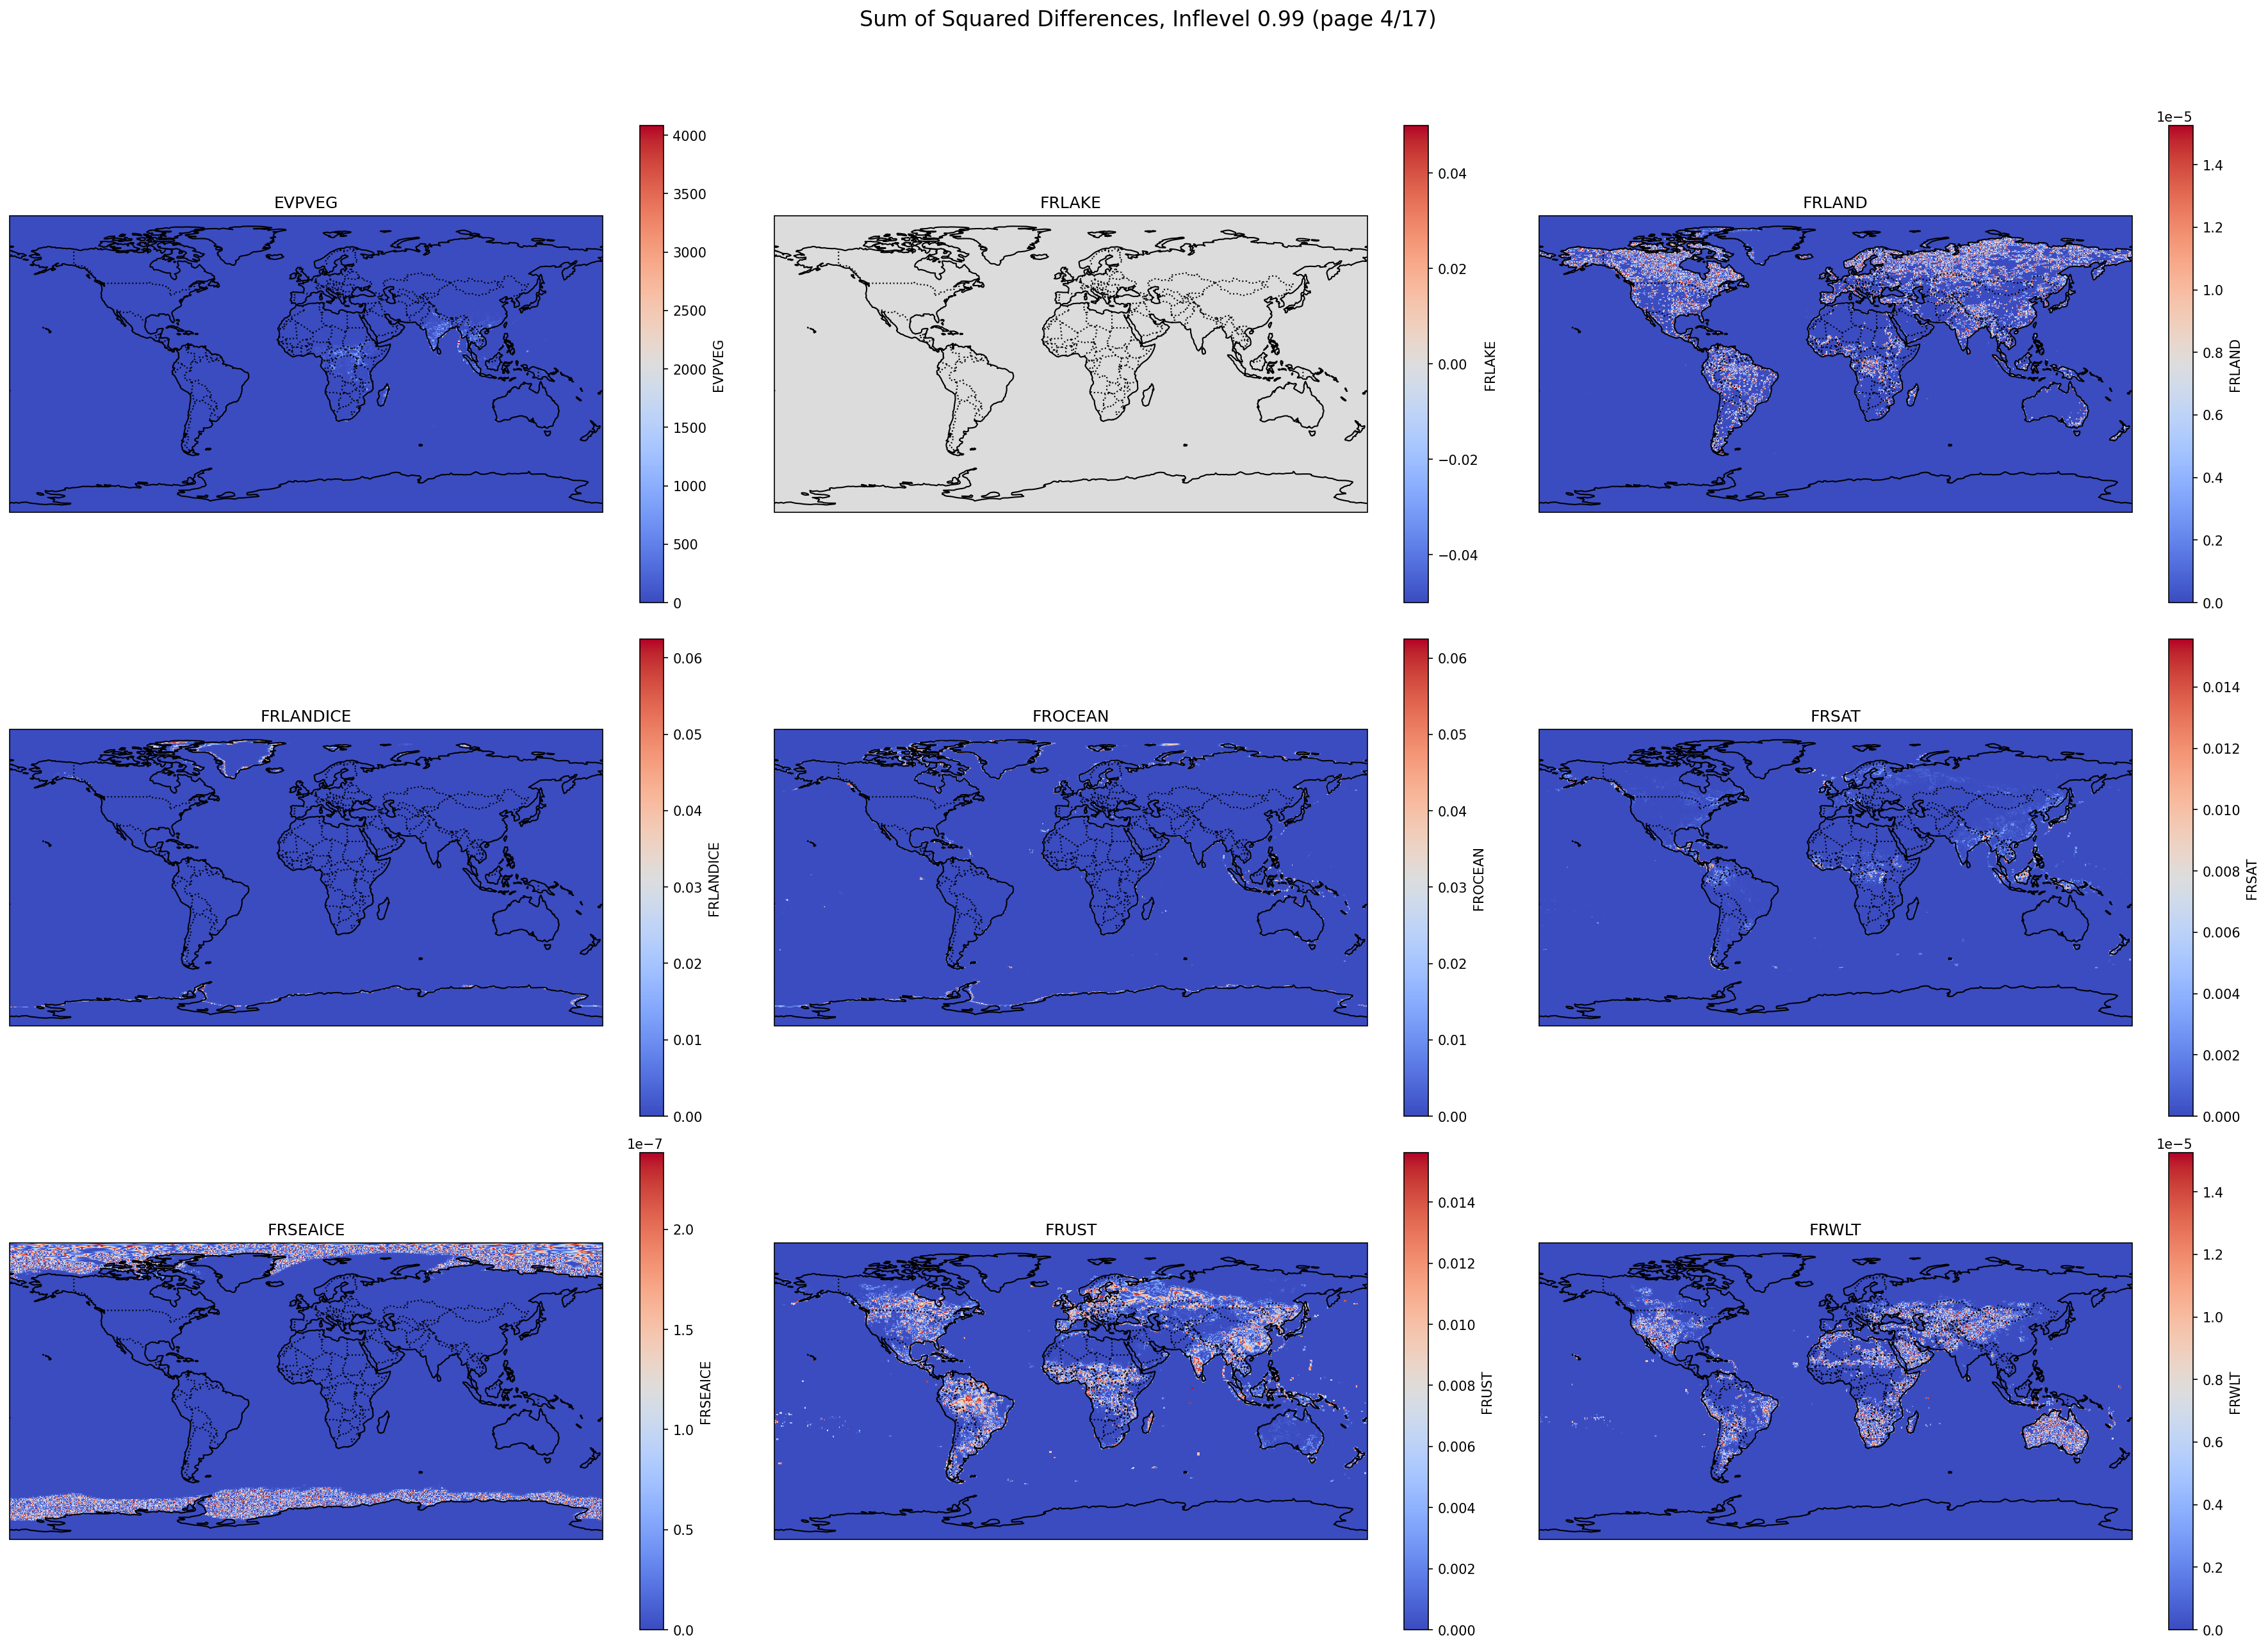 Sum of Squared Differences, Inflevel 0.99 (page 4/17)
EVPVEG
4000
3500
3000
2500
2000
1500
1000
500
0
EVPVEG
FRLAKE
0.04
0.02
0.00
−0.02
−0.04
FRLAKE
FRLAND
1e−5
1.4
1.2
1.0
0.8
0.6
0.4
0.2
0.0
FRLAND
FRLANDICE
0.06
0.05
0.04
0.03
0.02
0.01
0.00
FRLANDICE
FROCEAN
0.06
0.05
0.04
0.03
0.02
0.01
0.00
FROCEAN
FRSAT
0.014
0.012
0.010
0.008
0.006
0.004
0.002
0.000
FRSAT
FRSEAICE
1e−7
2.0
1.5
1.0
0.5
0.0
FRSEAICE
FRUST
0.014
0.012
0.010
0.008
0.006
0.004
0.002
0.000
FRUST
FRWLT
1e−5
1.4
1.2
1.0
0.8
0.6
0.4
0.2
0.0
FRWLT